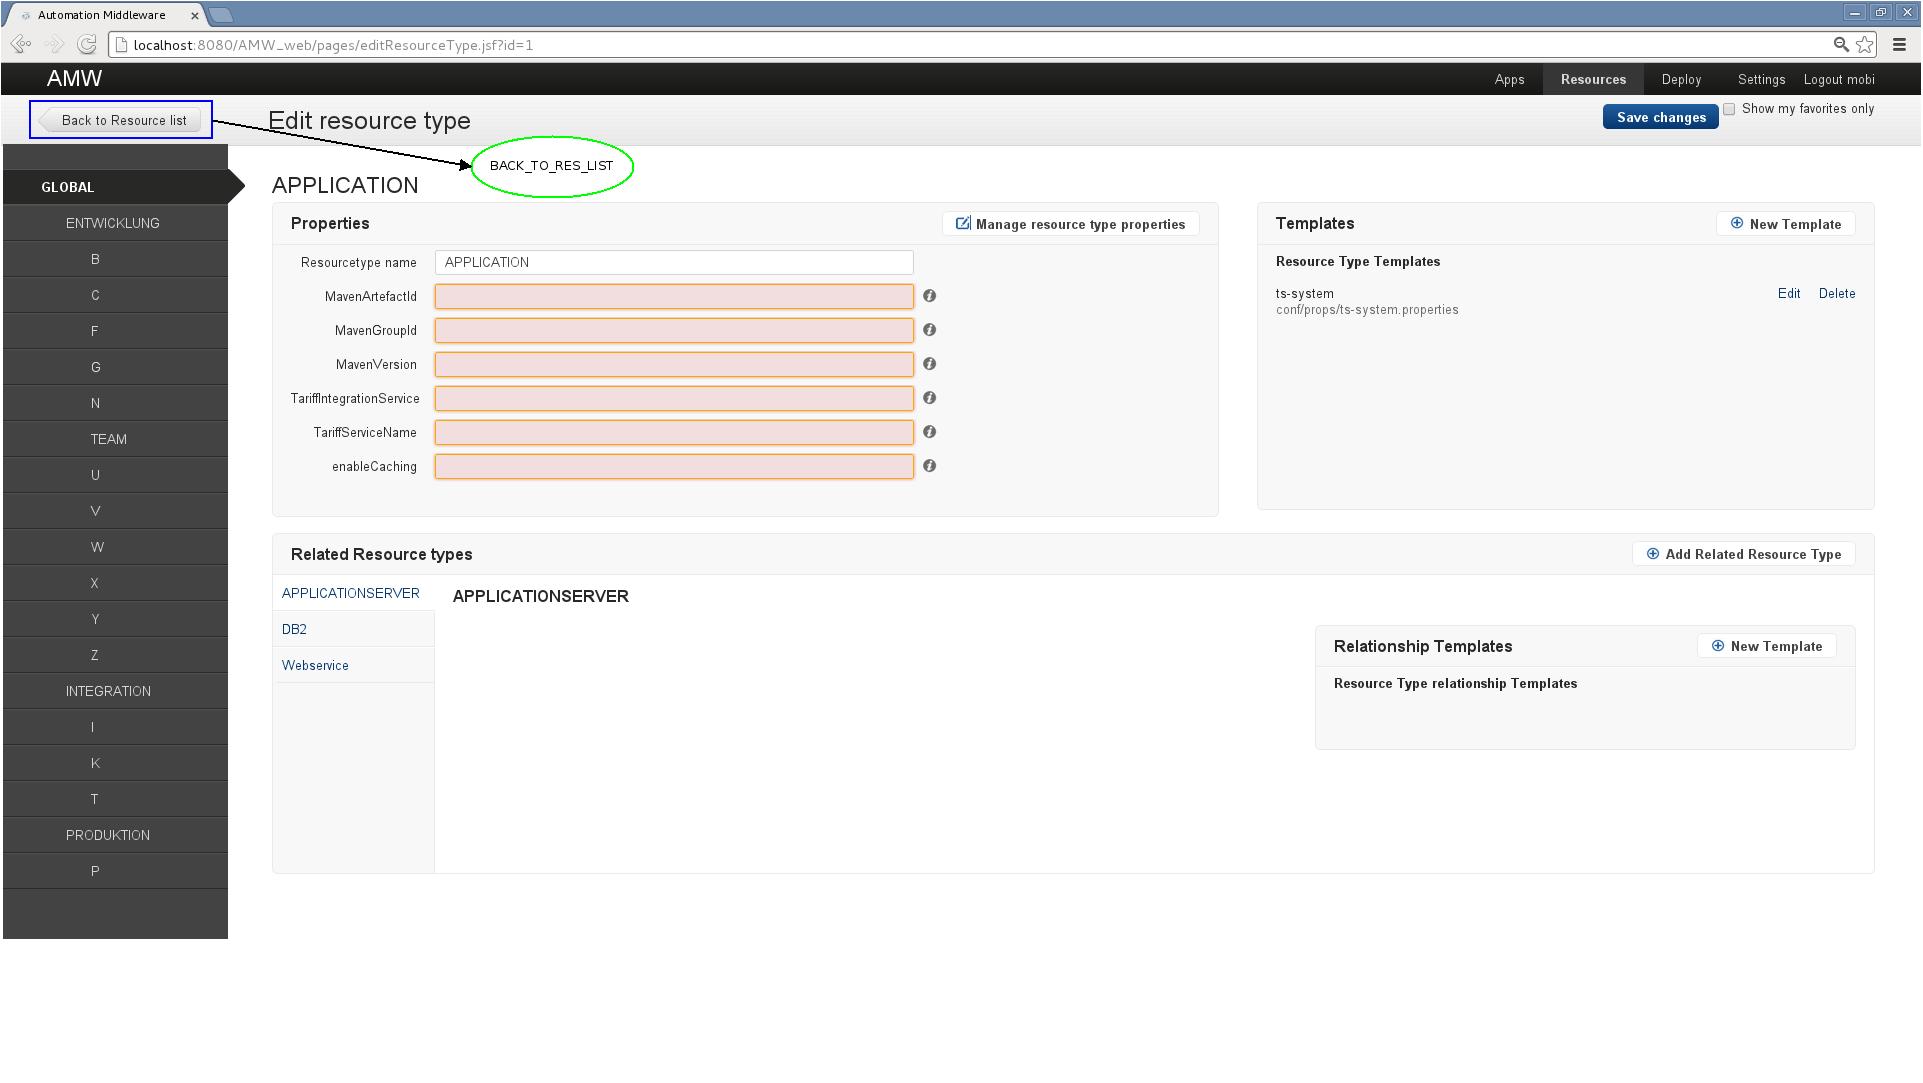 Automation Middleware
localhost:8080/AMW_web/pages/editResourceType.jsf?id=1
AMW
Apps
Resources
Deploy
Settings
Logout mobi
Back to Resource list
Edit resource type
Save changes
Show my favorites only
BACK_TO_RES_LIST
GLOBAL
ENTWICKLUNG
B
C
F
G
N
TEAM
U
V
W
X
Y
Z
INTEGRATION
I
K
T
PRODUKTION
P
APPLICATION
Properties
Manage resource type properties
Resourcetype name
APPLICATION
MavenArtefactId
MavenGroupId
MavenVersion
TariffIntegrationService
TariffServiceName
enableCaching
Templates
New Template
Resource Type Templates
ts-system
Edit
Delete
conf/props/ts-system.properties
Related Resource types
Add Related Resource Type
APPLICATIONSERVER
DB2
Webservice
APPLICATIONSERVER
Relationship Templates
New Template
Resource Type relationship Templates